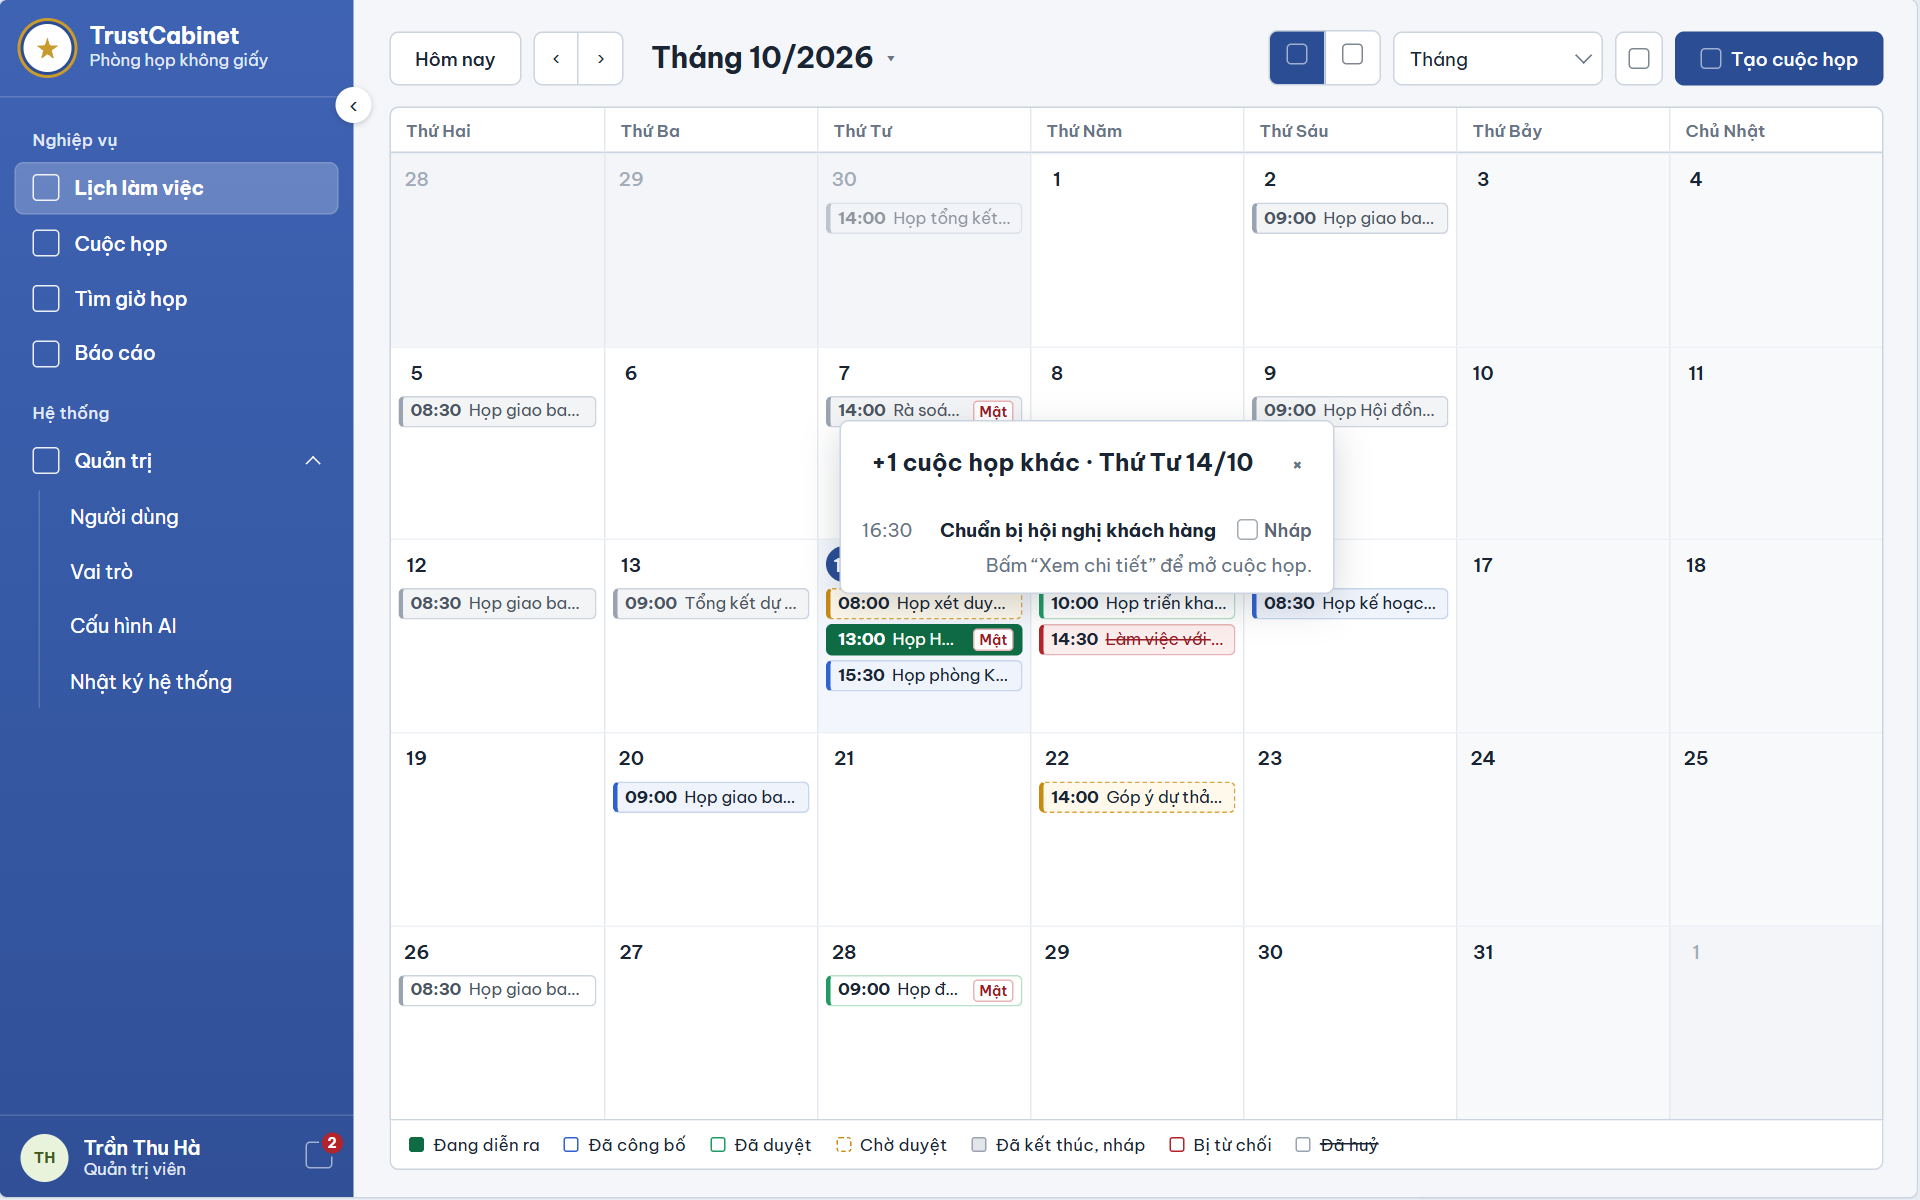 TrustCabinet
Phòng họp không giấy
Nghiệp vụ
Lịch làm việc
Cuộc họp
Tìm giờ họp
Báo cáo
Hệ thống
Quản trị
Người dùng
Vai trò
Cấu hình AI
Nhật ký hệ thống
TH
Trần Thu Hà
Quản trị viên
2
Hôm nay
Tháng 10/2026
Tháng
Tạo cuộc họp
Thứ Hai
Thứ Ba
Thứ Tư
Thứ Năm
Thứ Sáu
Thứ Bảy
Chủ Nhật
28
29
30
14:00 Họp tổng kết...
1
2
09:00 Họp giao ba...
3
4
5
08:30 Họp giao ba...
6
7
14:00 Rà soá... Mật
8
9
09:00 Họp Hội đồn...
10
11
+1 cuộc họp khác · Thứ Tư 14/10
16:30 Chuẩn bị hội nghị khách hàng Nháp
Bấm “Xem chi tiết” để mở cuộc họp.
12
08:30 Họp giao ba...
13
09:00 Tổng kết dự ...
08:00 Họp xét duy...
13:00 Họp H... Mật
15:30 Họp phòng K...
10:00 Họp triển kha...
14:30 Làm việc với ...
08:30 Họp kế hoạc...
17
18
19
20
09:00 Họp giao ba...
21
22
14:00 Góp ý dự thả...
23
24
25
26
08:30 Họp giao ba...
27
28
09:00 Họp đ... Mật
29
30
31
1
Đang diễn ra
Đã công bố
Đã duyệt
Chờ duyệt
Đã kết thúc, nháp
Bị từ chối
Đã huỷ